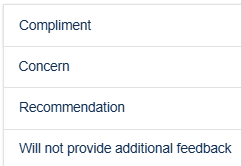 Compliment
Concern
Recommendation
Will not provide additional feedback